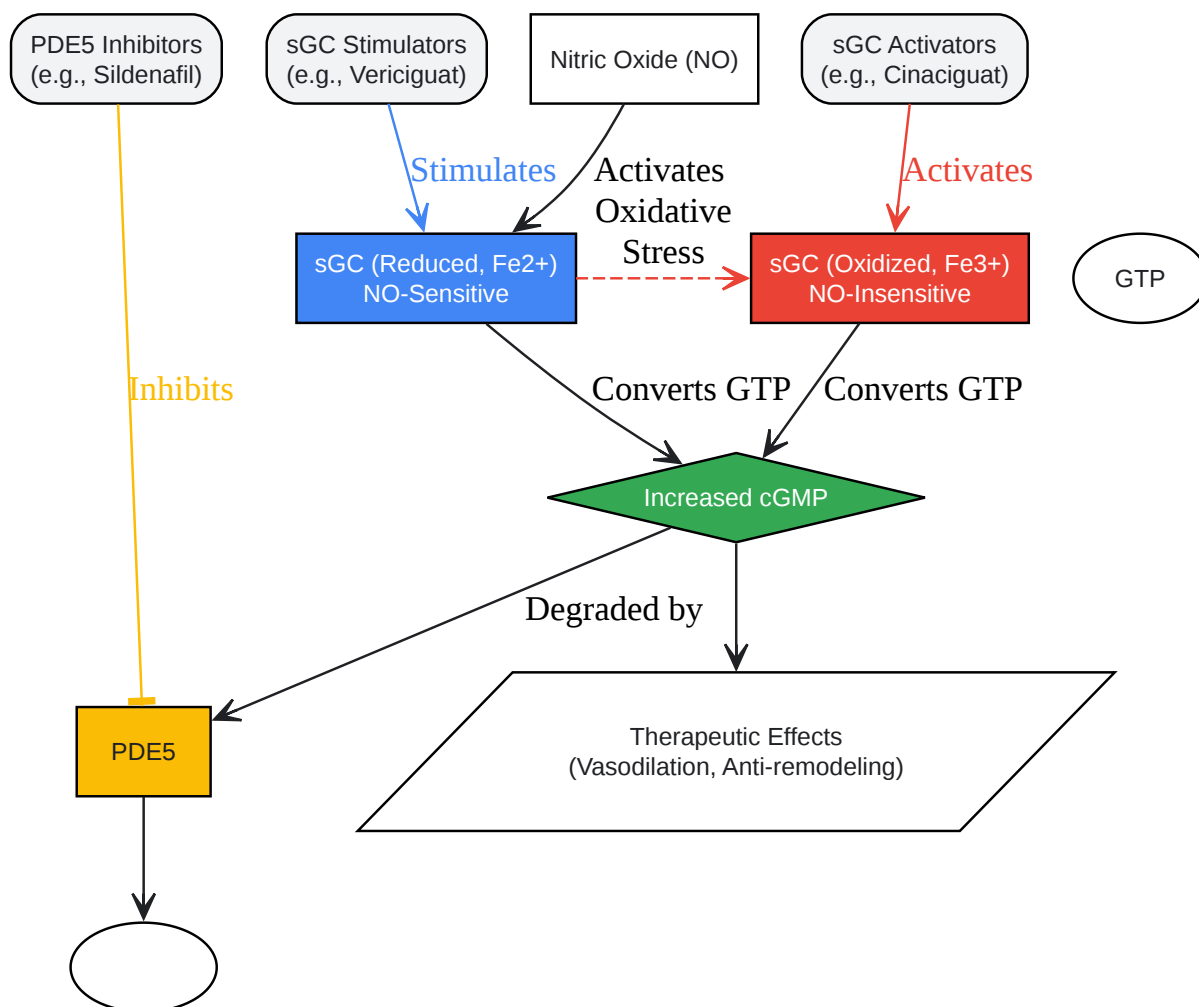 PDE5 Inhibitors
(e.g., Sildenafil)
sGC Stimulators
(e.g., Vericiguat)
Nitric Oxide (NO)
sGC Activators
(e.g., Cinaciguat)
Stimulates
Activates
Activates
Oxidative
Stress
sGC (Reduced, Fe2+)
NO-Sensitive
sGC (Oxidized, Fe3+)
NO-Insensitive
GTP
Inhibits
Converts GTP
Converts GTP
Increased cGMP
Degraded by
PDE5
Therapeutic Effects
(Vasodilation, Anti-remodeling)